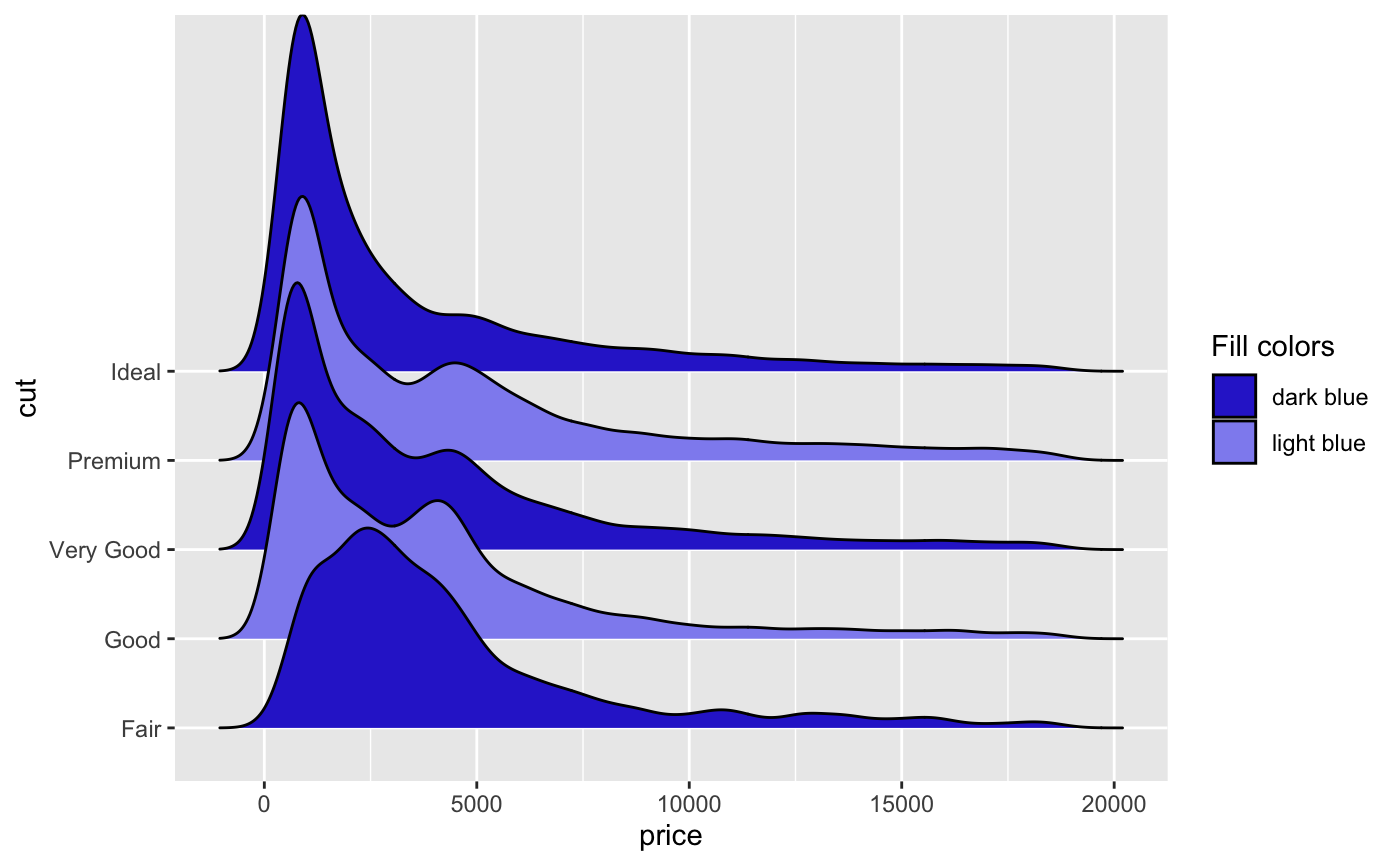 cut
Ideal
Premium
Very Good
Good
Fair
0 5000 10000 15000 20000
price
Fill colors
dark blue
light blue